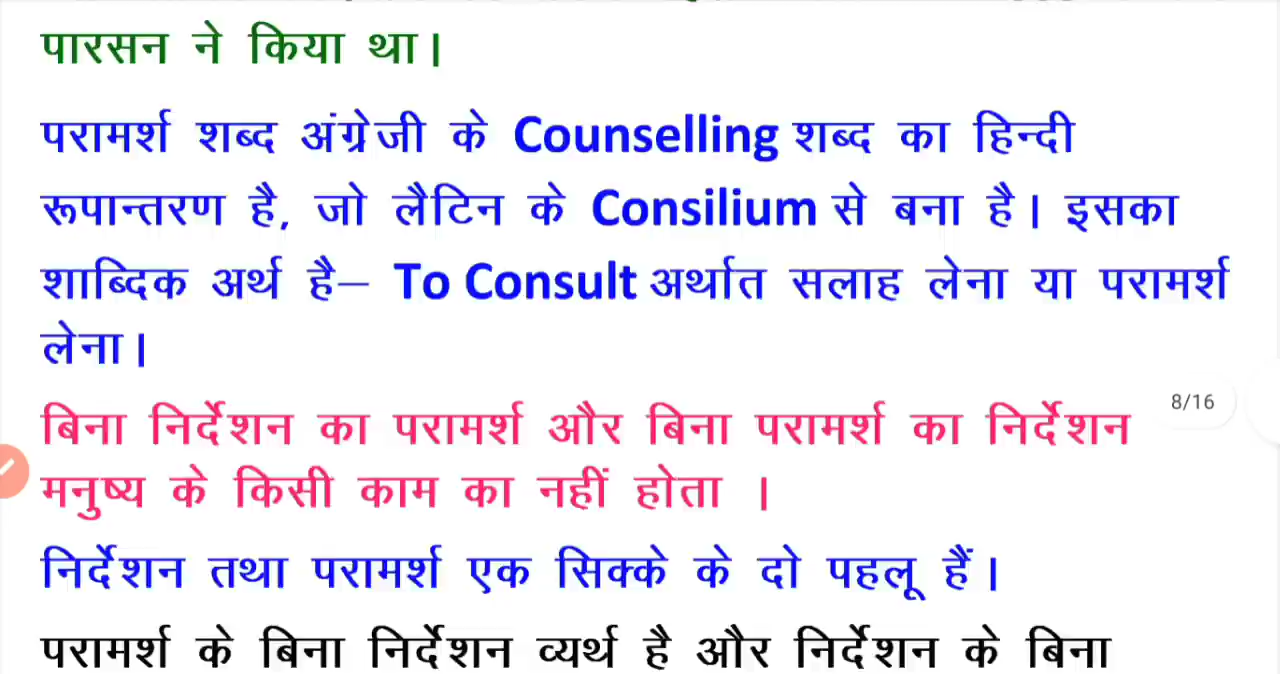 पारसन ने किया था।
परामर्श शब्द अंग्रेजी के Counselling शब्द का हिन्दी
रूपान्तरण है, जो लैटिन के Consilium से बना है। इसका
शाब्दिक अर्थ है– To Consult अर्थात सलाह लेना या परामर्श
लेना।
8/16
बिना निर्देशन का परामर्श और बिना परामर्श का निर्देशन
मनुष्य के किसी काम का नहीं होता ।
निर्देशन तथा परामर्श एक सिक्के के दो पहलू हैं।
परामर्श के बिना निर्देशन व्यर्थ है और निर्देशन के बिना